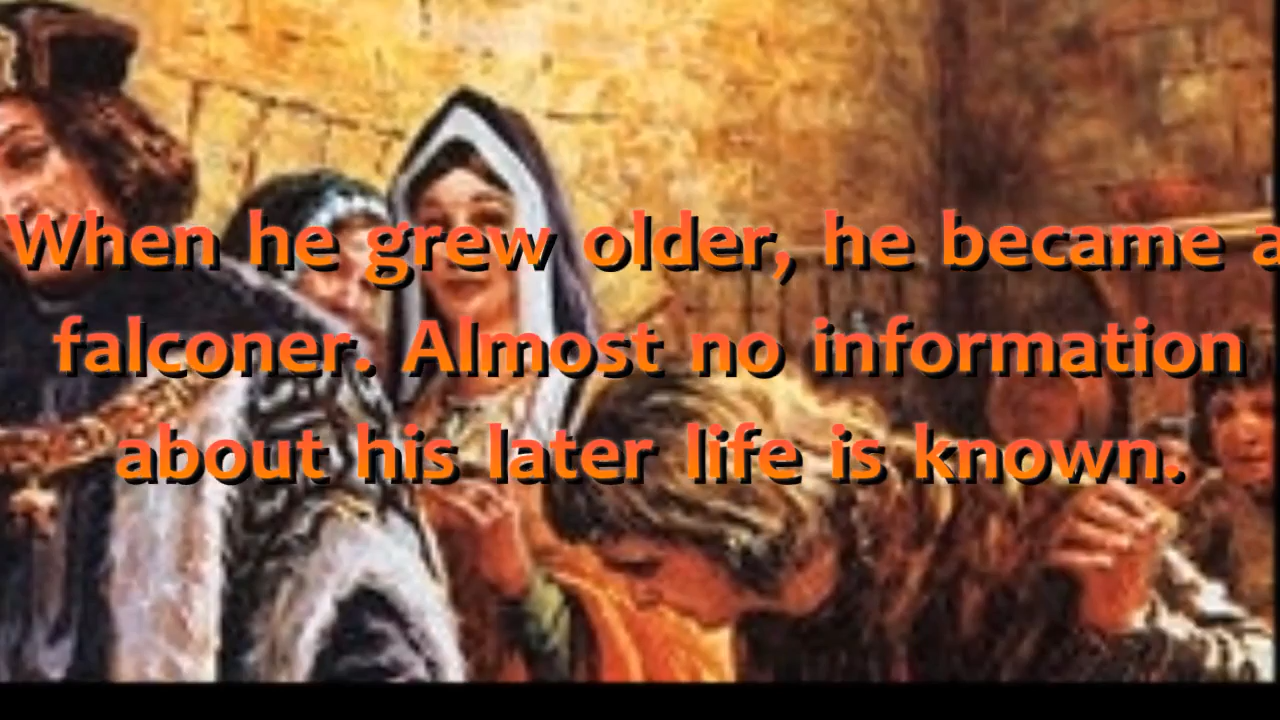 When he grew older, he became a
falconer. Almost no information
about his later life is known.